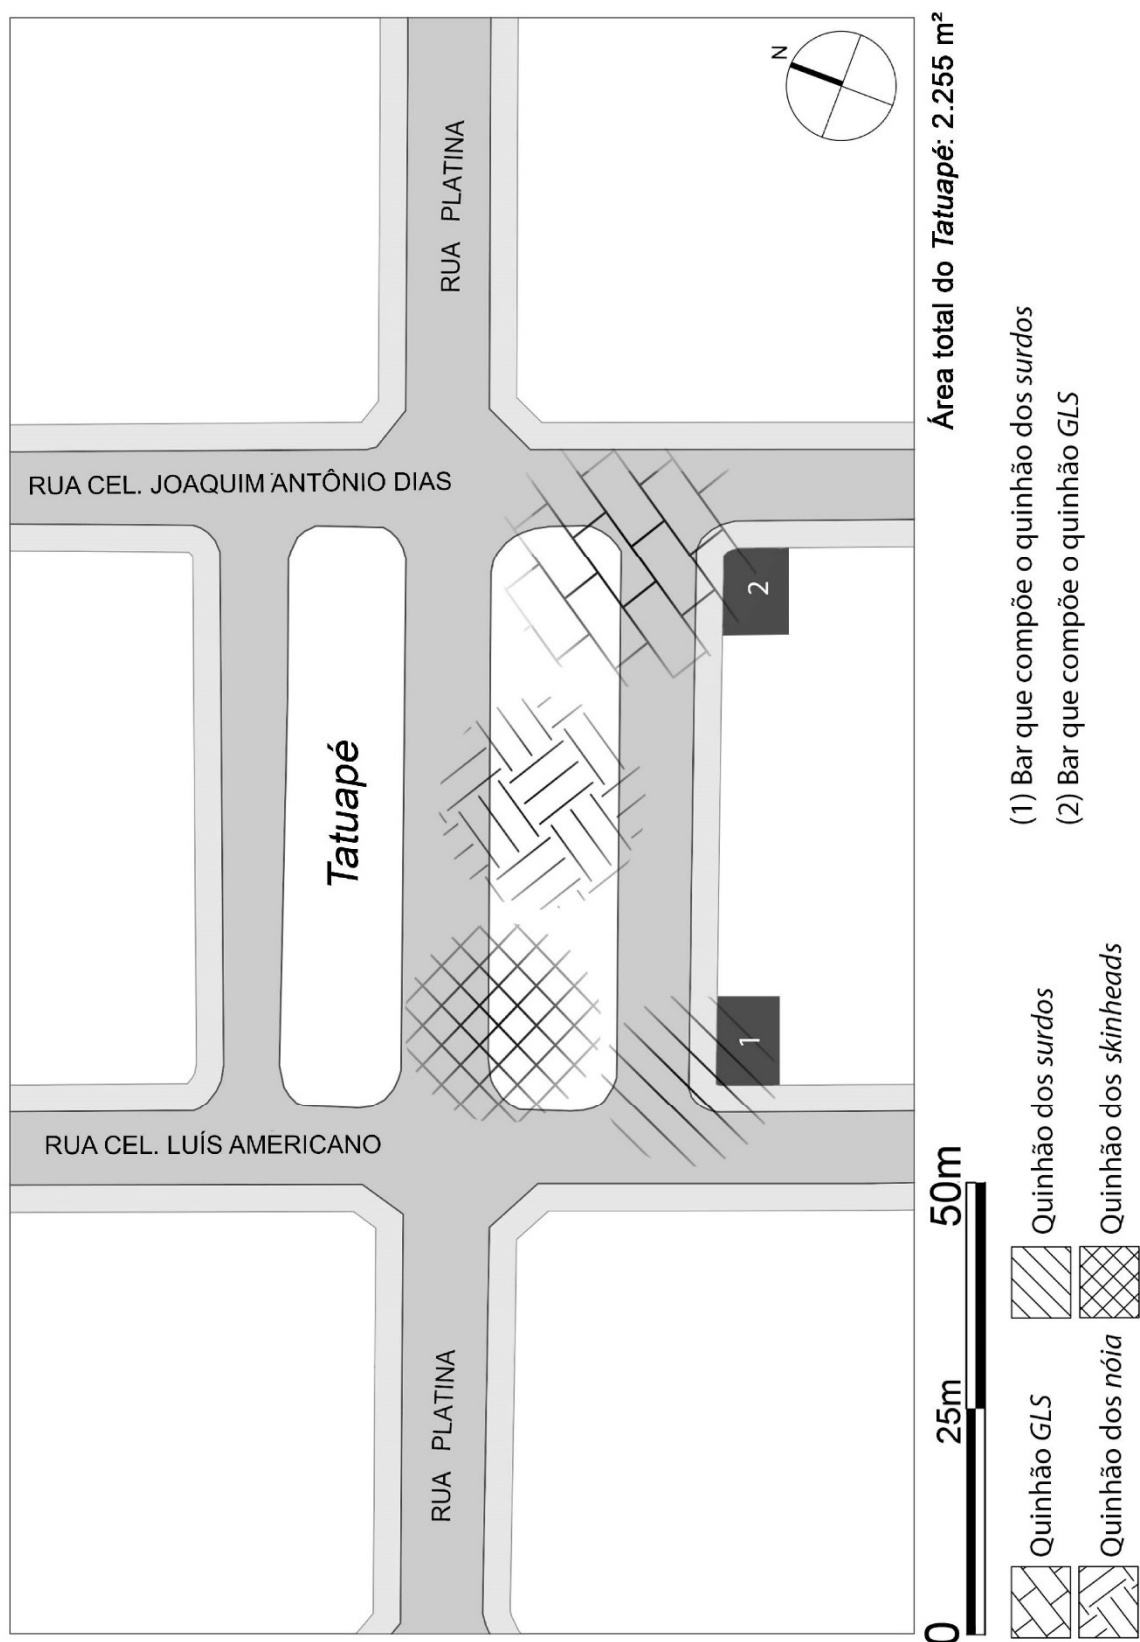 RUA PLATINA
N
RUA CEL. JOAQUIM ANTÔNIO DIAS
Tatuapé
2
1
RUA CEL. LUÍS AMERICANO
RUA PLATINA
Área total do Tatuapé: 2.255 m²
0 25m 50m
Quinhão GLS
Quinhão dos nóia
Quinhão dos surdos
Quinhão dos skinheads
(1) Bar que compõe o quinhão dos surdos
(2) Bar que compõe o quinhão GLS